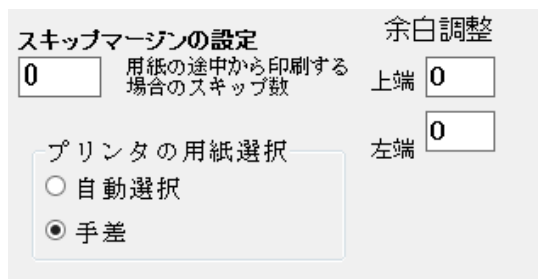 スキップマージンの設定
0
用紙の途中から印刷する
場合のスキップ数
プリンタの用紙選択
自動選択
手差
余白調整
上端 0
左端 0